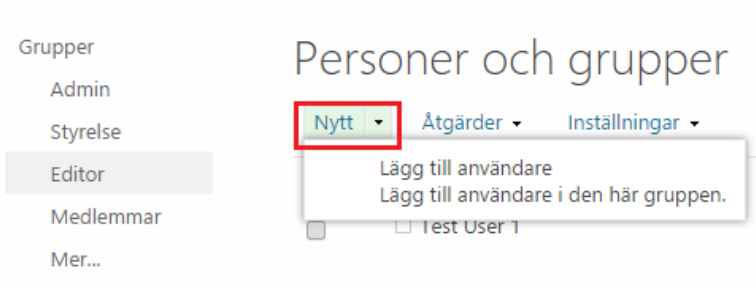 Grupper
Admin
Styrelse
Editor
Medlemmar
Mer...
Personer och grupper
Nytt Åtgärder Inställningar
Lägg till användare
Lägg till användare i den här gruppen.
Test User 1